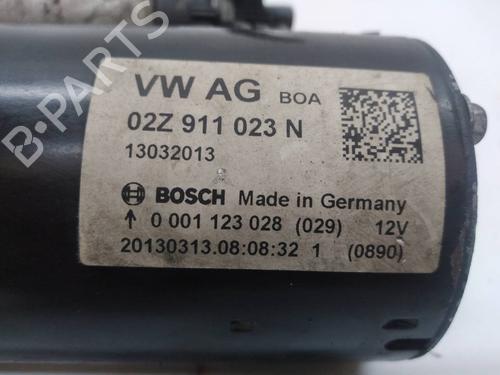 VW AG BOA
02Z 911 023 N
13032013
BOSCH Made in Germany
↑ 0 001 123 028 (029) 12V
20130313.08:08:32 1 (0890)
B-PARTS